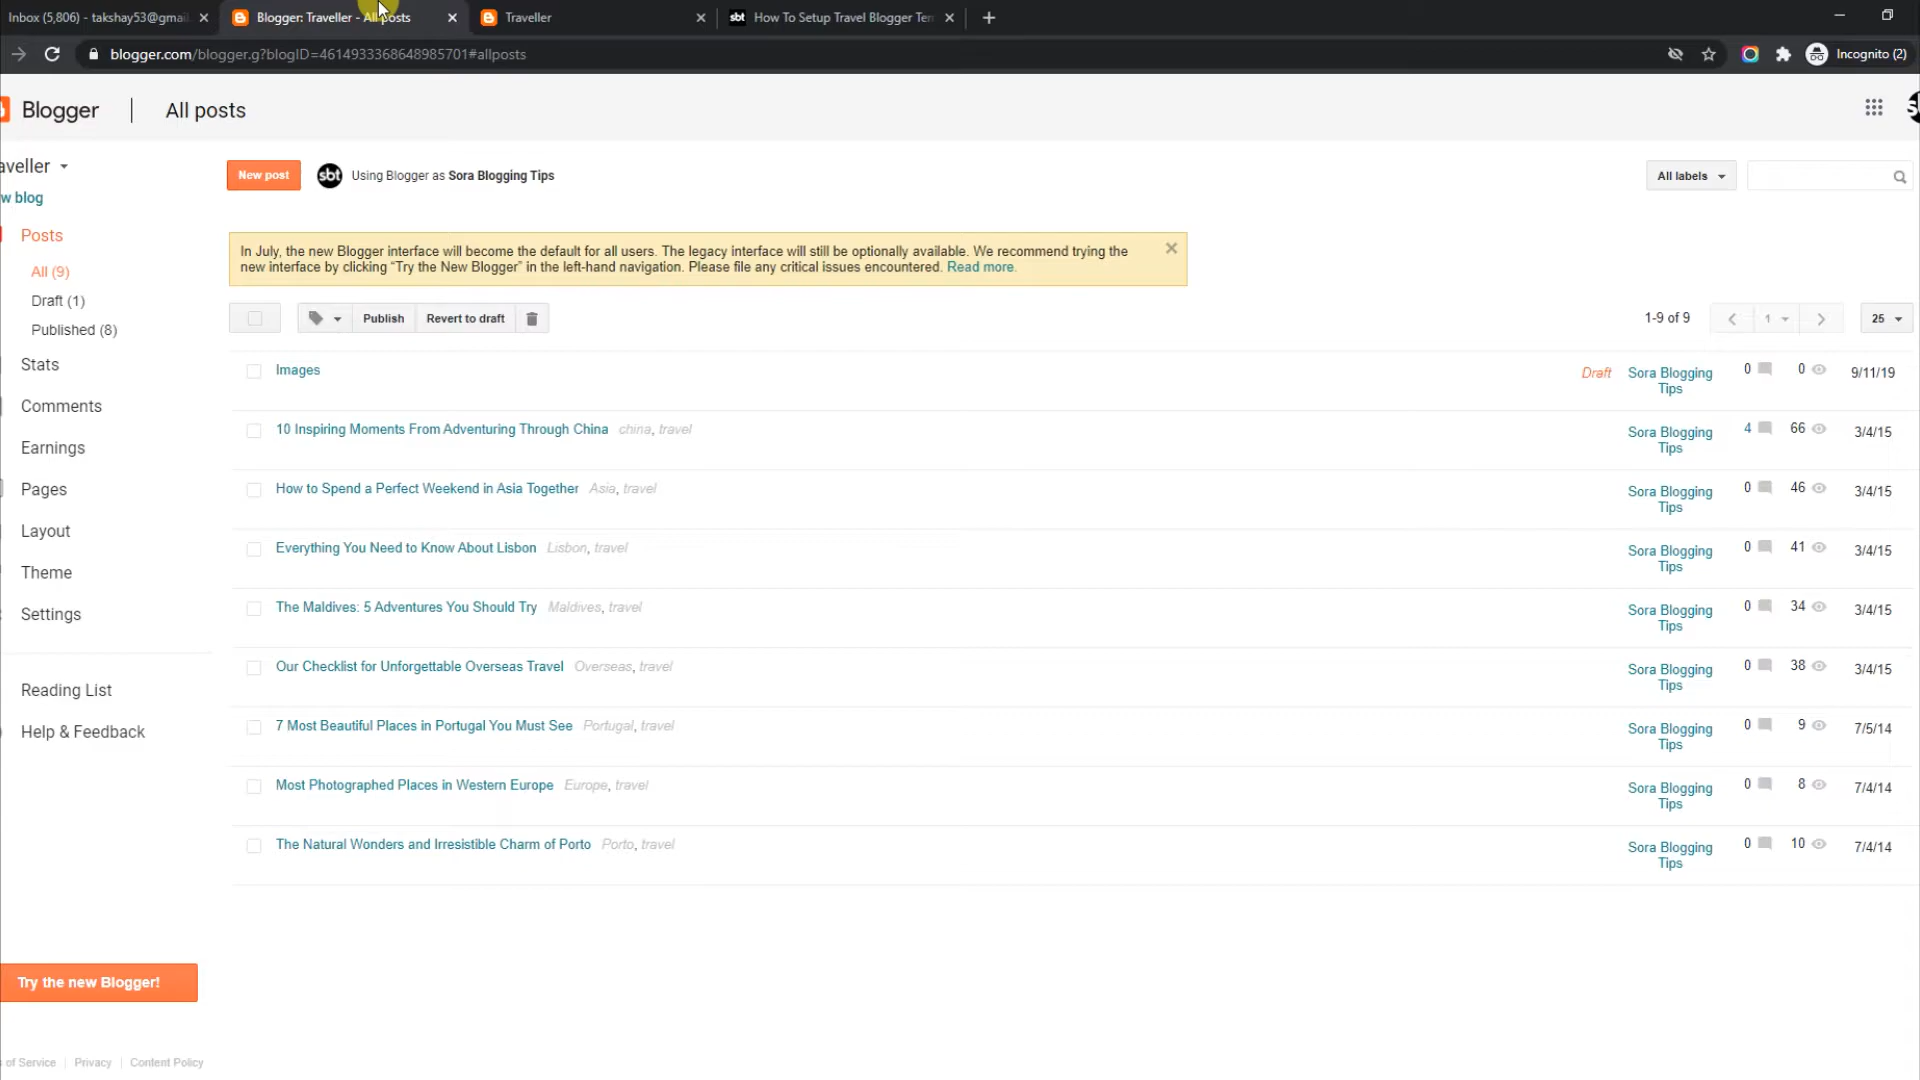 Inbox (5,806) - takshay53@gmai
Blogger: Traveller - All posts
Traveller
sbt How To Setup Travel Blogger Tem
blogger.com/blogger.g?blogID=4614933368648985701#allposts
Incognito (2)
Blogger
All posts
aveller
w blog
New post
sbt
Using Blogger as Sora Blogging Tips
All labels
Posts
All (9)
Draft (1)
Published (8)
Stats
Comments
Earnings
Pages
Layout
Theme
Settings
Reading List
Help & Feedback
In July, the new Blogger interface will become the default for all users. The legacy interface will still be optionally available. We recommend trying the
new interface by clicking “Try the New Blogger” in the left-hand navigation. Please file any critical issues encountered. Read more.
Publish
Revert to draft
1-9 of 9
1
25
Images Draft Sora Blogging Tips 0 0 9/11/19
10 Inspiring Moments From Adventuring Through China china, travel Sora Blogging Tips 4 66 3/4/15
How to Spend a Perfect Weekend in Asia Together Asia, travel Sora Blogging Tips 0 46 3/4/15
Everything You Need to Know About Lisbon Lisbon, travel Sora Blogging Tips 0 41 3/4/15
The Maldives: 5 Adventures You Should Try Maldives, travel Sora Blogging Tips 0 34 3/4/15
Our Checklist for Unforgettable Overseas Travel Overseas, travel Sora Blogging Tips 0 38 3/4/15
7 Most Beautiful Places in Portugal You Must See Portugal, travel Sora Blogging Tips 0 9 7/5/14
Most Photographed Places in Western Europe Europe, travel Sora Blogging Tips 0 8 7/4/14
The Natural Wonders and Irresistible Charm of Porto Porto, travel Sora Blogging Tips 0 10 7/4/14
Try the new Blogger!
of Service
Privacy
Content Policy